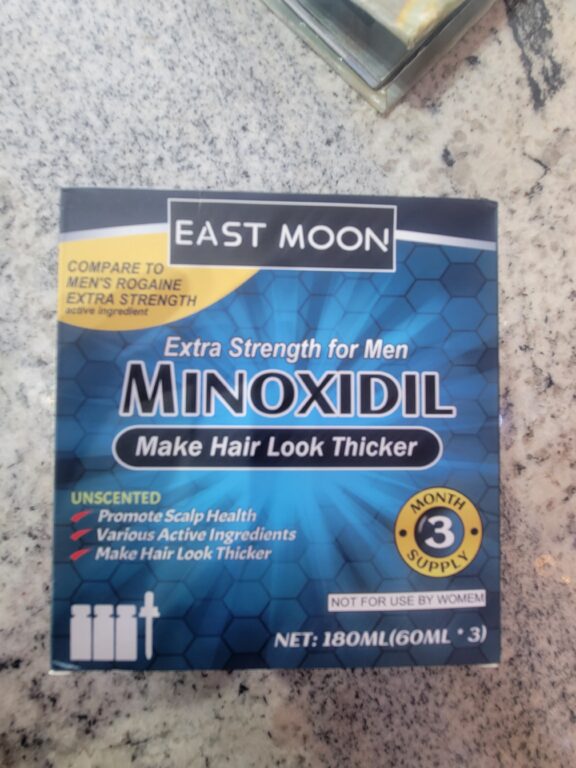 EAST MOON
COMPARE TO
MEN'S ROGAINE
EXTRA STRENGTH
active ingredient
Extra Strength for Men
MINOXIDIL
Make Hair Look Thicker
UNSCENTED
Promote Scalp Health
Various Active Ingredients
Make Hair Look Thicker
MONTH
3
SUPPLY
NOT FOR USE BY WOMEM
NET: 180ML(60ML * 3)